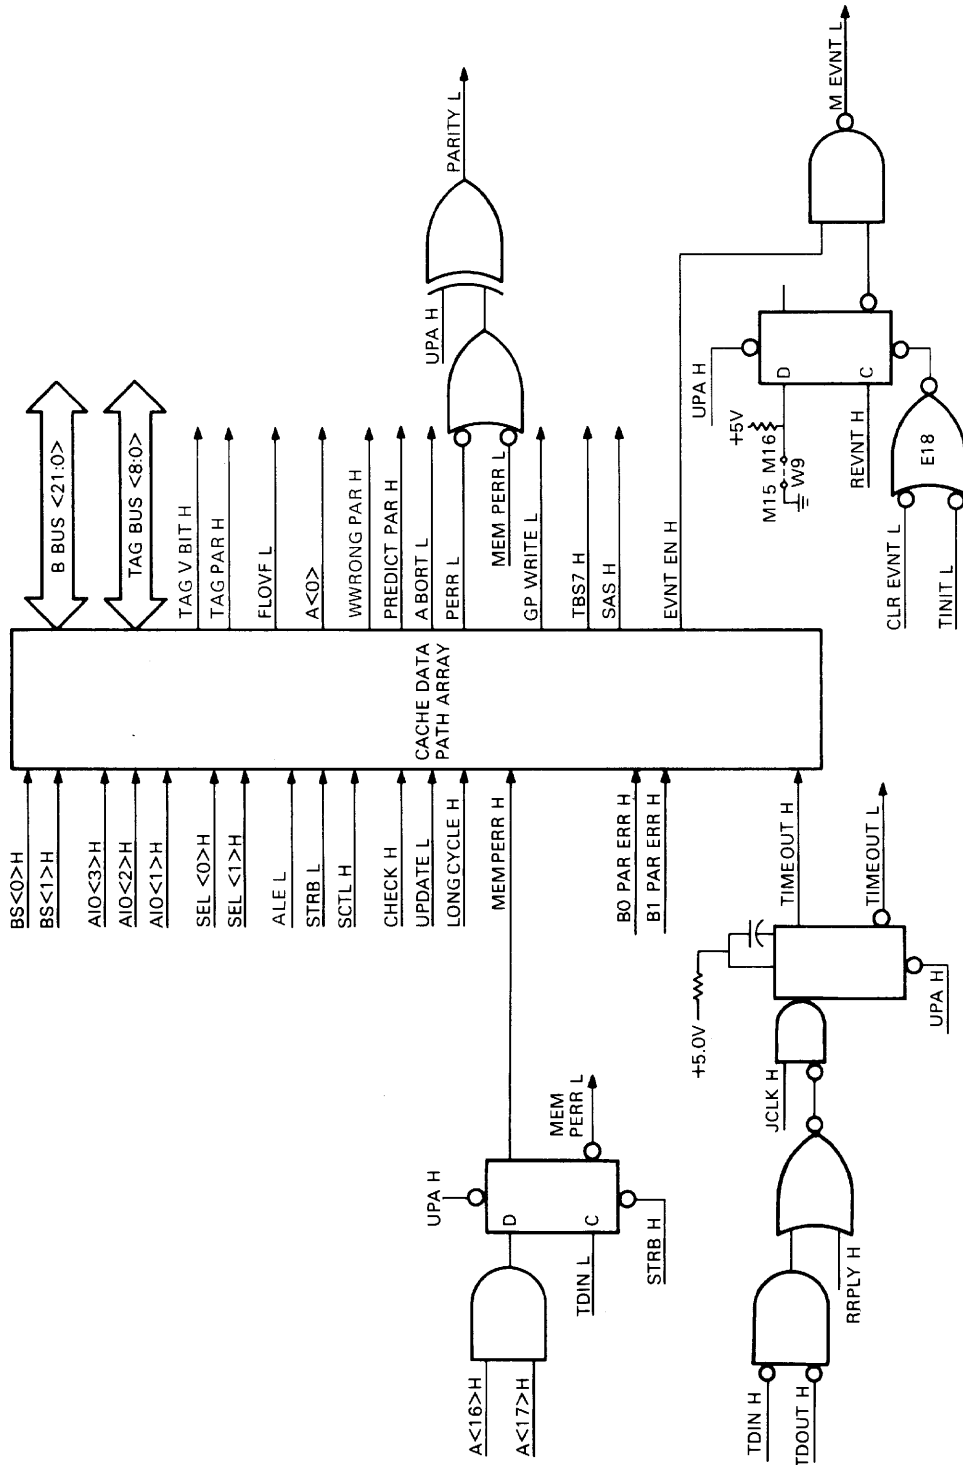 BS<0>H
BS<1>H
AIO<3>H
AIO<2>H
AIO<1>H
SEL <0>H
SEL <1>H
ALE L
STRB L
SCTL H
CHECK H
UPDATE L
LONGCYCLE H
MEMPERR H
B0 PAR ERR H
B1 PAR ERR H
TIMEOUT H
TIMEOUT L
CACHE DATA
PATH ARRAY
B BUS <21:0>
TAG BUS <8:0>
TAG V BIT H
TAG PAR H
FLOVF L
A<0>
WWRONG PAR H
PREDICT PAR H
ABORT L
PERR L
MEM PERR L
GP WRITE L
TBS7 H
SAS H
EVNT EN H
UPA H
PARITY L
A<16>H
A<17>H
UPA H
D
C
TDIN L
STRB H
MEM
PERR L
TDIN H
TDOUT H
RRPLY H
JCLK H
+5.0V
UPA H
UPA H
+5V
M15 M16
W9
D
C
REVNT H
CLR EVNT L
TINIT L
E18
M EVNT L